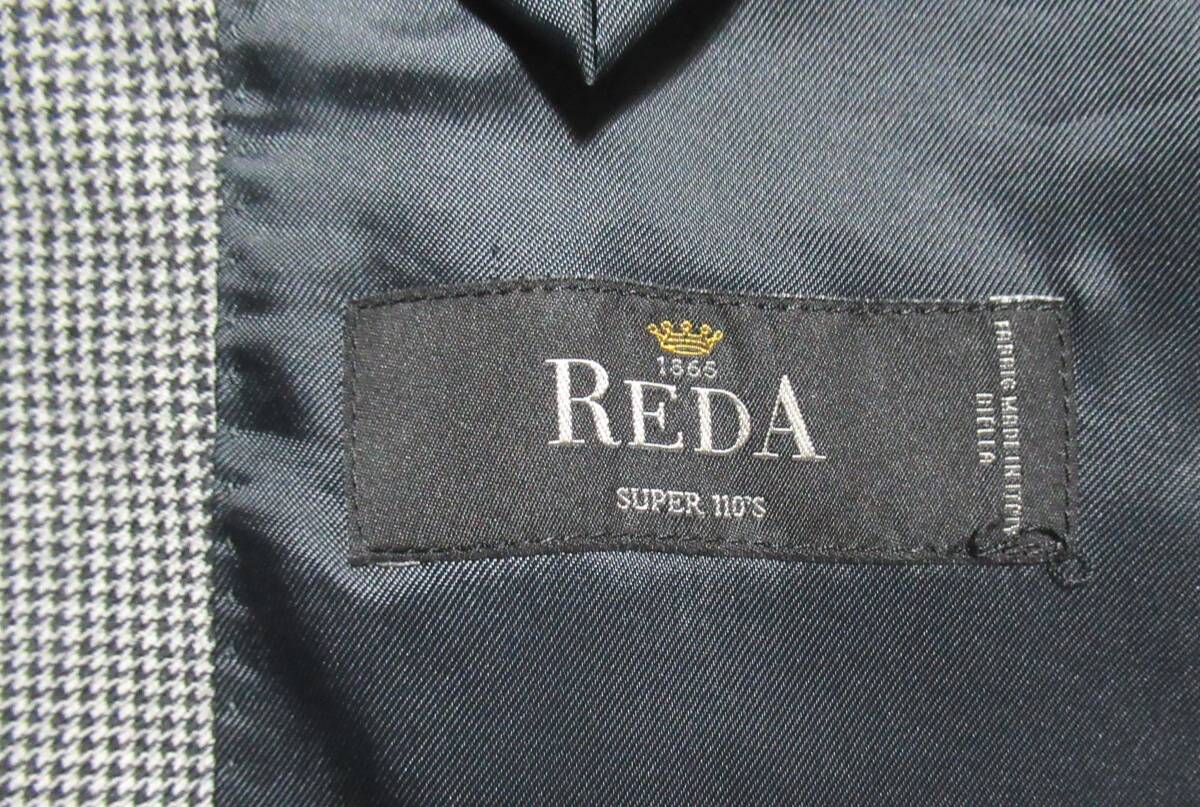 1865
REDA
SUPER 110'S
FABRIC MADE IN ITALY
BIELLA